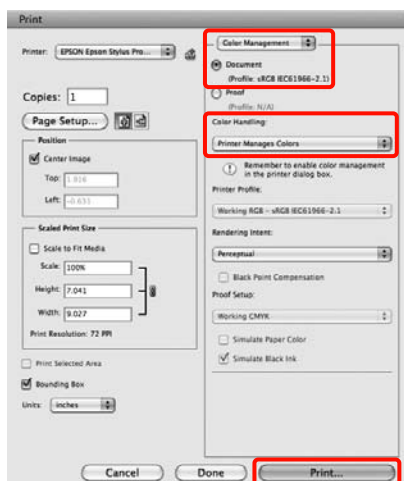 Print
Printer: EPSON Epson Stylus Pro...
Copies: 1
Page Setup...
Position
Center Image
Top: 1.916
Left: -0.631
Scaled Print Size
Scale to Fit Media
Scale: 100%
Height: 7.041
Width: 9.027
Print Resolution: 72 PPI
Print Selected Area
Bounding Box
Units: inches
Color Management
Document
(Profile: sRGB IEC61966-2.1)
Proof
(Profile: N/A)
Color Handling:
Printer Manages Colors
Remember to enable color management
in the printer dialog box.
Printer Profile:
Working RGB - sRGB IEC61966-2.1
Rendering Intent:
Perceptual
Black Point Compensation
Proof Setup:
Working CMYK
Simulate Paper Color
Simulate Black Ink
Cancel
Done
Print...